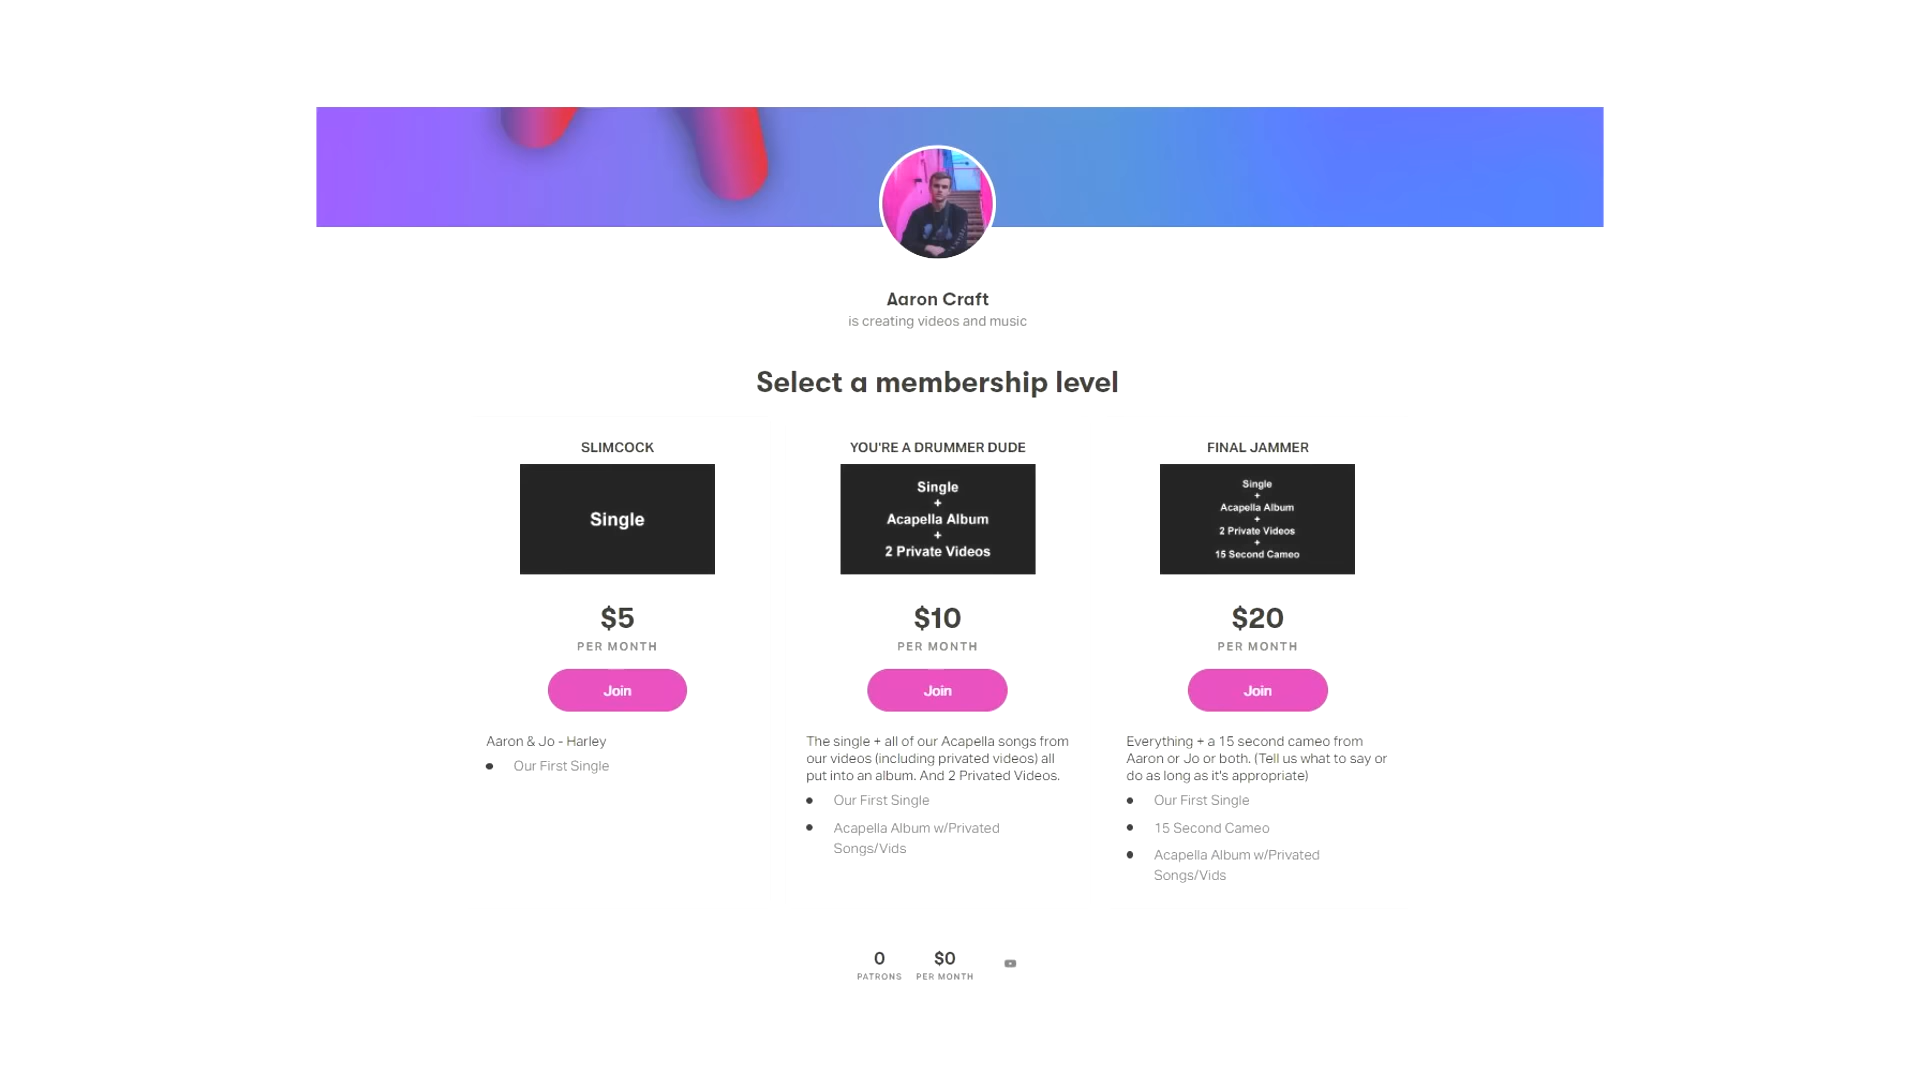 Aaron Craft
is creating videos and music
Select a membership level
SLIMCOCK
Single
$5
PER MONTH
Join
Aaron & Jo - Harley
Our First Single
YOU'RE A DRUMMER DUDE
Single
+
Acapella Album
+
2 Private Videos
$10
PER MONTH
Join
The single + all of our Acapella songs from
our videos (including privated videos) all
put into an album. And 2 Privated Videos.
Our First Single
Acapella Album w/Privated
Songs/Vids
FINAL JAMMER
Single
+
Acapella Album
+
2 Private Videos
+
15 Second Cameo
$20
PER MONTH
Join
Everything + a 15 second cameo from
Aaron or Jo or both. (Tell us what to say or
do as long as it's appropriate)
Our First Single
15 Second Cameo
Acapella Album w/Privated
Songs/Vids
0
PATRONS
$0
PER MONTH